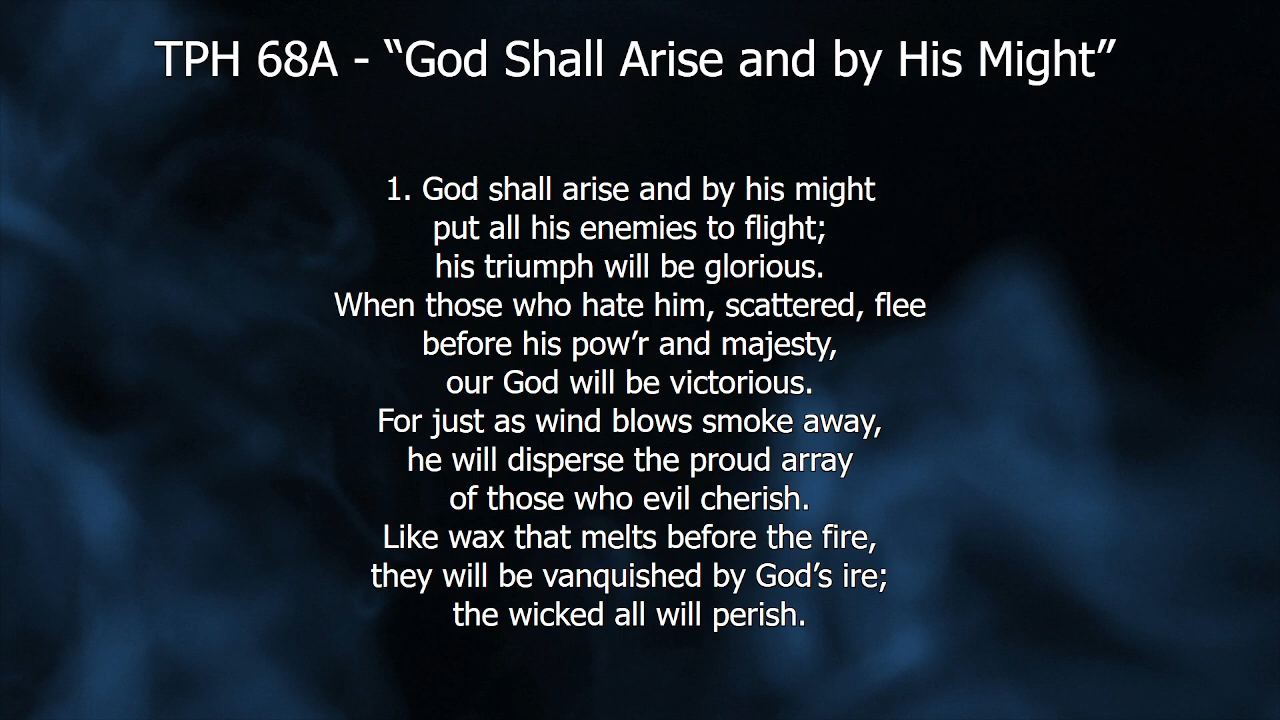 TPH 68A - “God Shall Arise and by His Might”
1. God shall arise and by his might
put all his enemies to flight;
his triumph will be glorious.
When those who hate him, scattered, flee
before his pow’r and majesty,
our God will be victorious.
For just as wind blows smoke away,
he will disperse the proud array
of those who evil cherish.
Like wax that melts before the fire,
they will be vanquished by God’s ire;
the wicked all will perish.